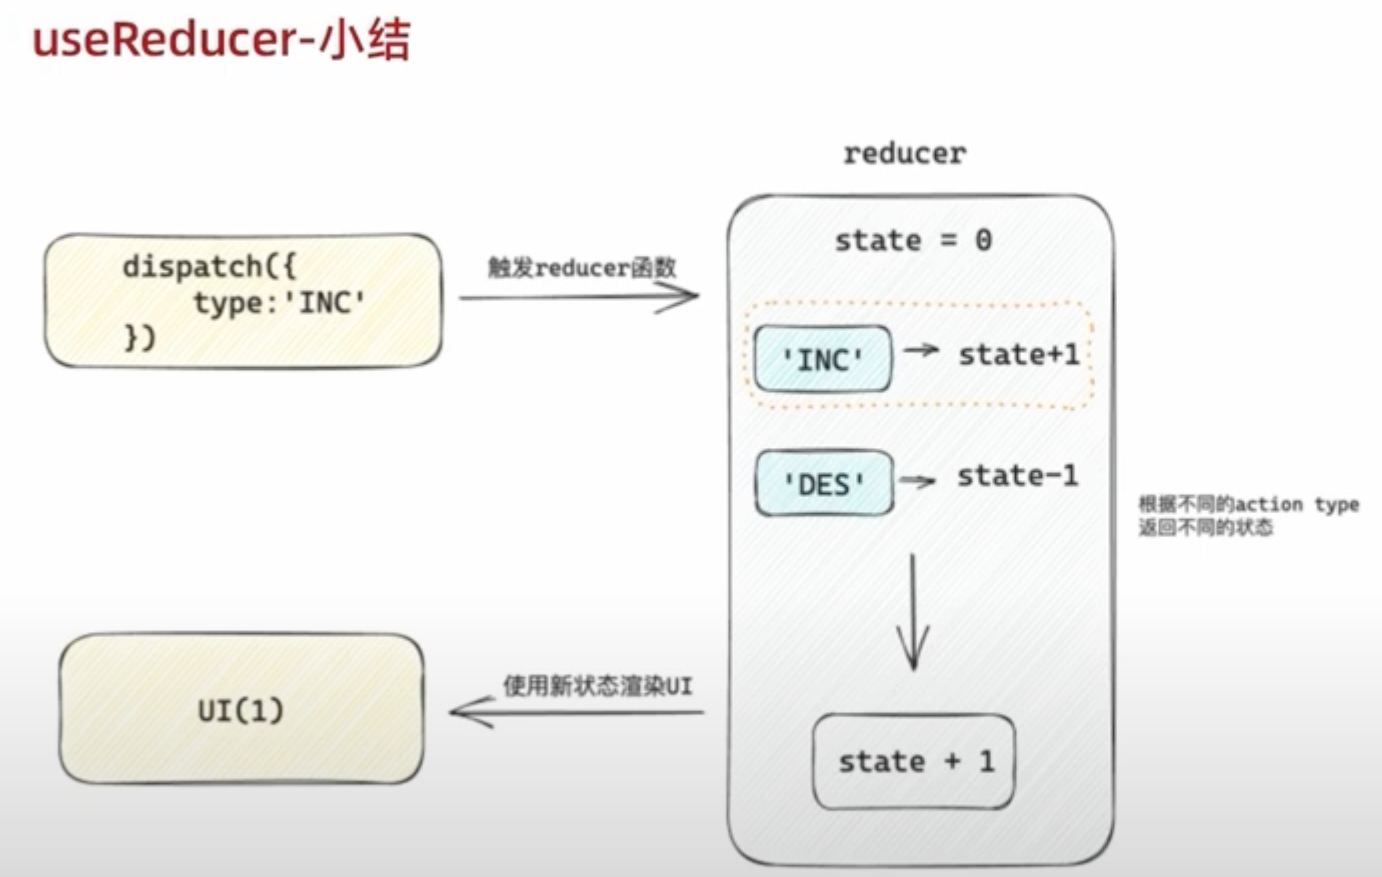 useReducer-小结
reducer
dispatch({
type:'INC'
})
触发reducer函数
state = 0
'INC'
state+1
'DES'
state-1
根据不同的action type
返回不同的状态
state + 1
使用新状态渲染UI
UI(1)